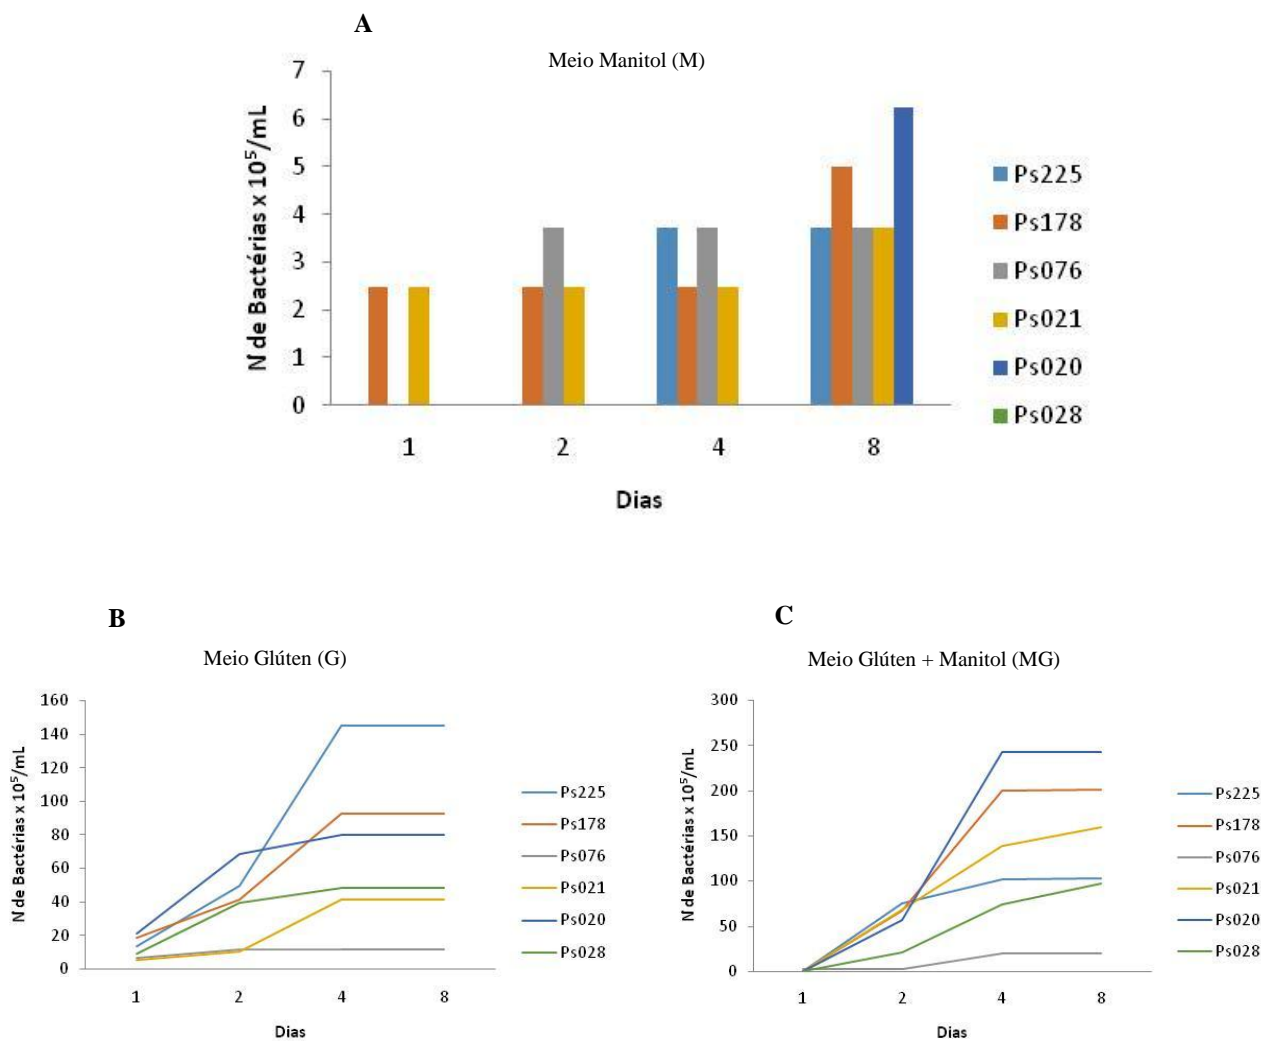 A
Meio Manitol (M)
7
6
5
4
3
2
1
0
N de Bactérias x 10⁵/mL
1 2 4 8
Dias
Ps225
Ps178
Ps076
Ps021
Ps020
Ps028
B
Meio Glúten (G)
160
140
120
100
80
60
40
20
0
N de Bactérias x 10⁵/mL
1 2 4 8
Dias
Ps225
Ps178
Ps076
Ps021
Ps020
Ps028
C
Meio Glúten + Manitol (MG)
300
250
200
150
100
50
0
N de Bactérias x 10⁵/mL
1 2 4 8
Dias
Ps225
Ps178
Ps076
Ps021
Ps020
Ps028